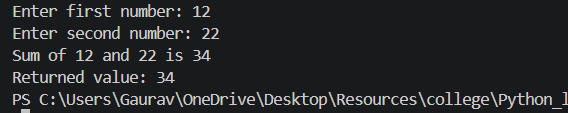 Enter first number: 12
Enter second number: 22
Sum of 12 and 22 is 34
Returned value: 34
PS C:\Users\Gaurav\OneDrive\Desktop\Resources\college\Python_l